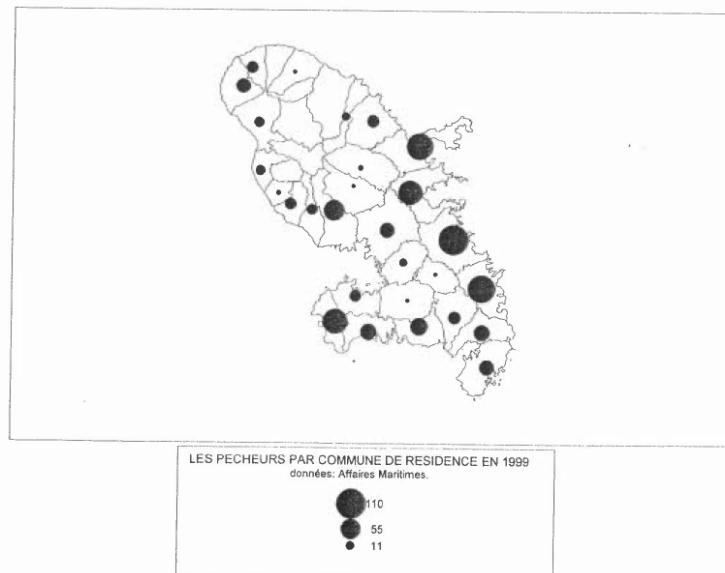 LES PECHEURS PAR COMMUNE DE RESIDENCE EN 1999
données: Affaires Maritimes.
110
55
11